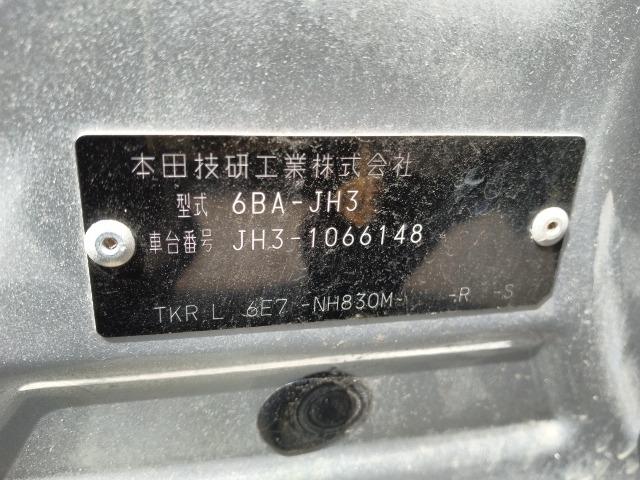 本田技研工業株式会社
型式 6BA-JH3
車台番号 JH3-1066148
TKR L 6E7 -NH830M- -R -S